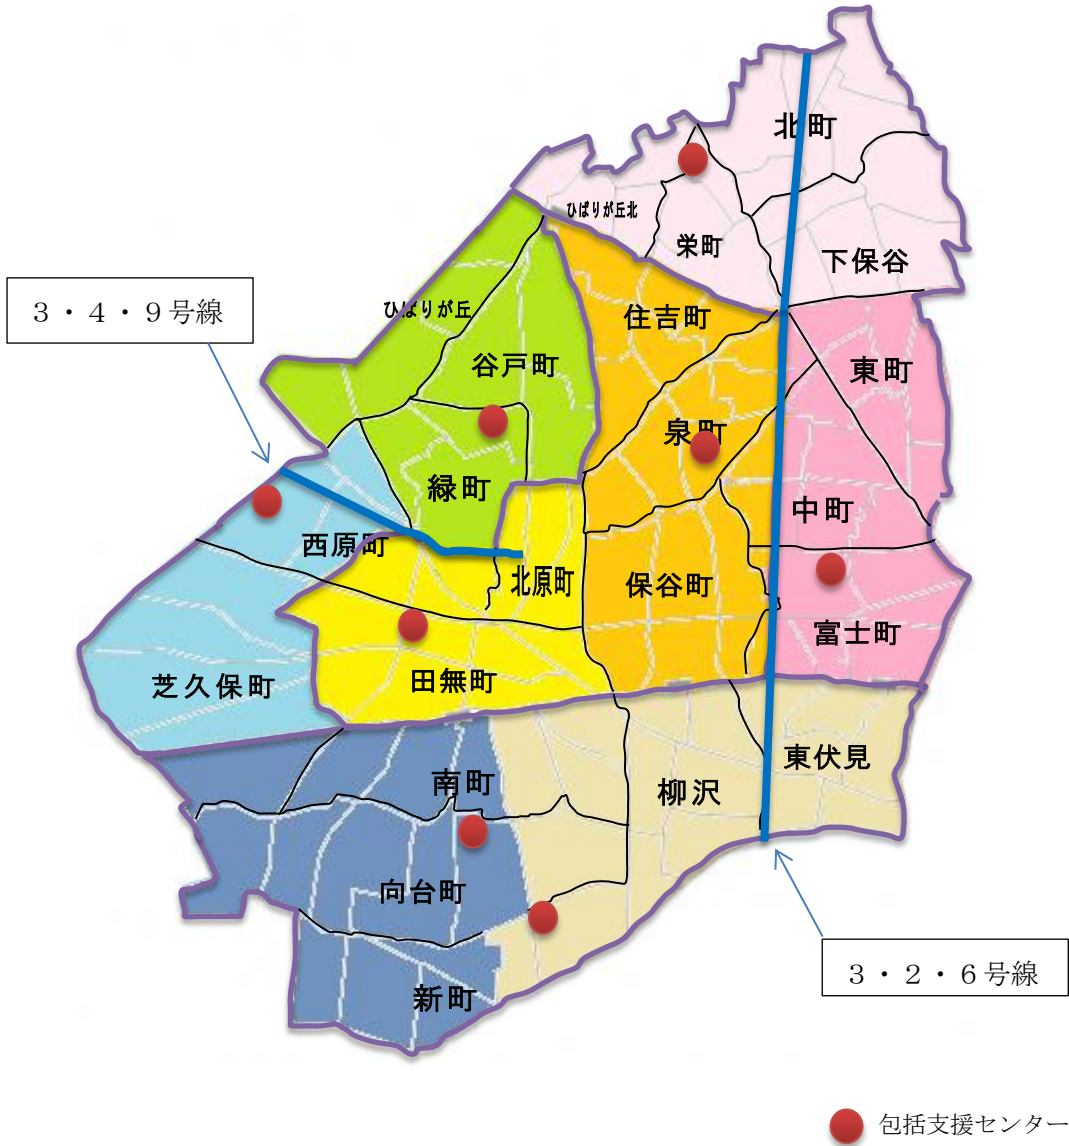 北町
ひばりが丘北
栄町
下保谷
３・４・９号線
ひばりが丘
住吉町
谷戸町
東町
泉町
緑町
中町
西原町
北原町
保谷町
富士町
芝久保町
田無町
東伏見
南町
柳沢
向台町
３・２・６号線
新町
包括支援センター